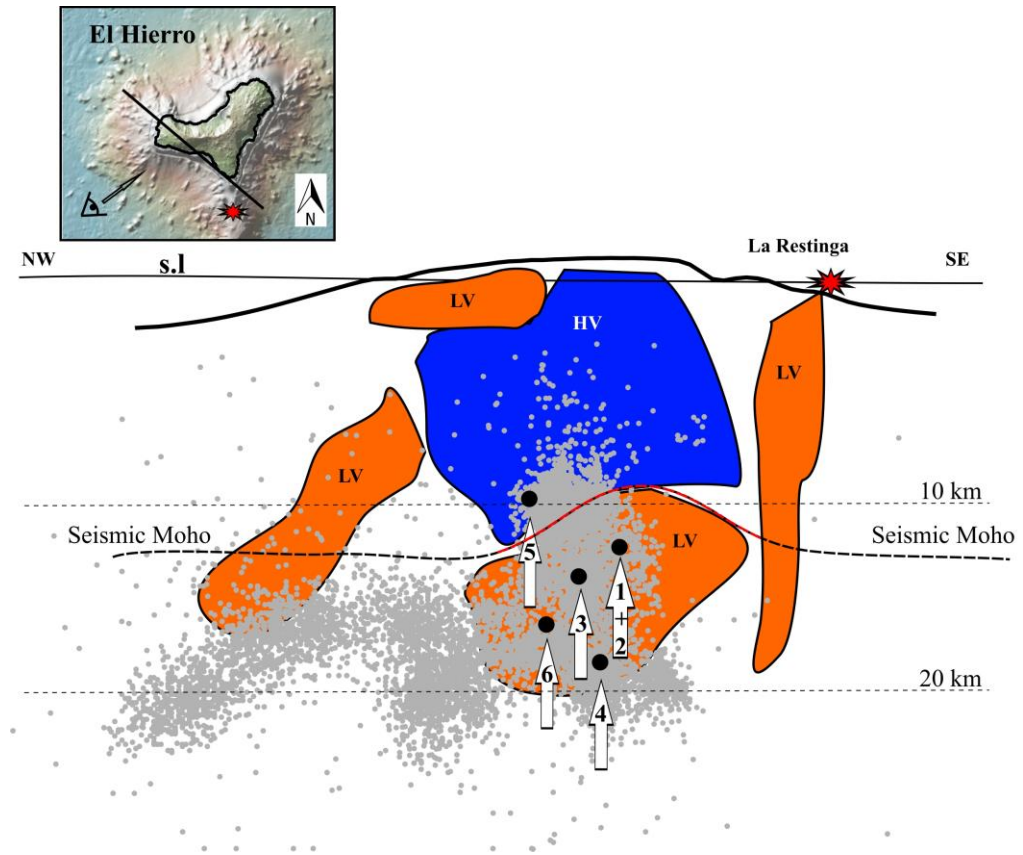 El Hierro
N
La Restinga
NW
s.l
SE
LV
HV
LV
LV
10 km
Seismic Moho
LV
Seismic Moho
5
1
+
2
3
6
4
20 km